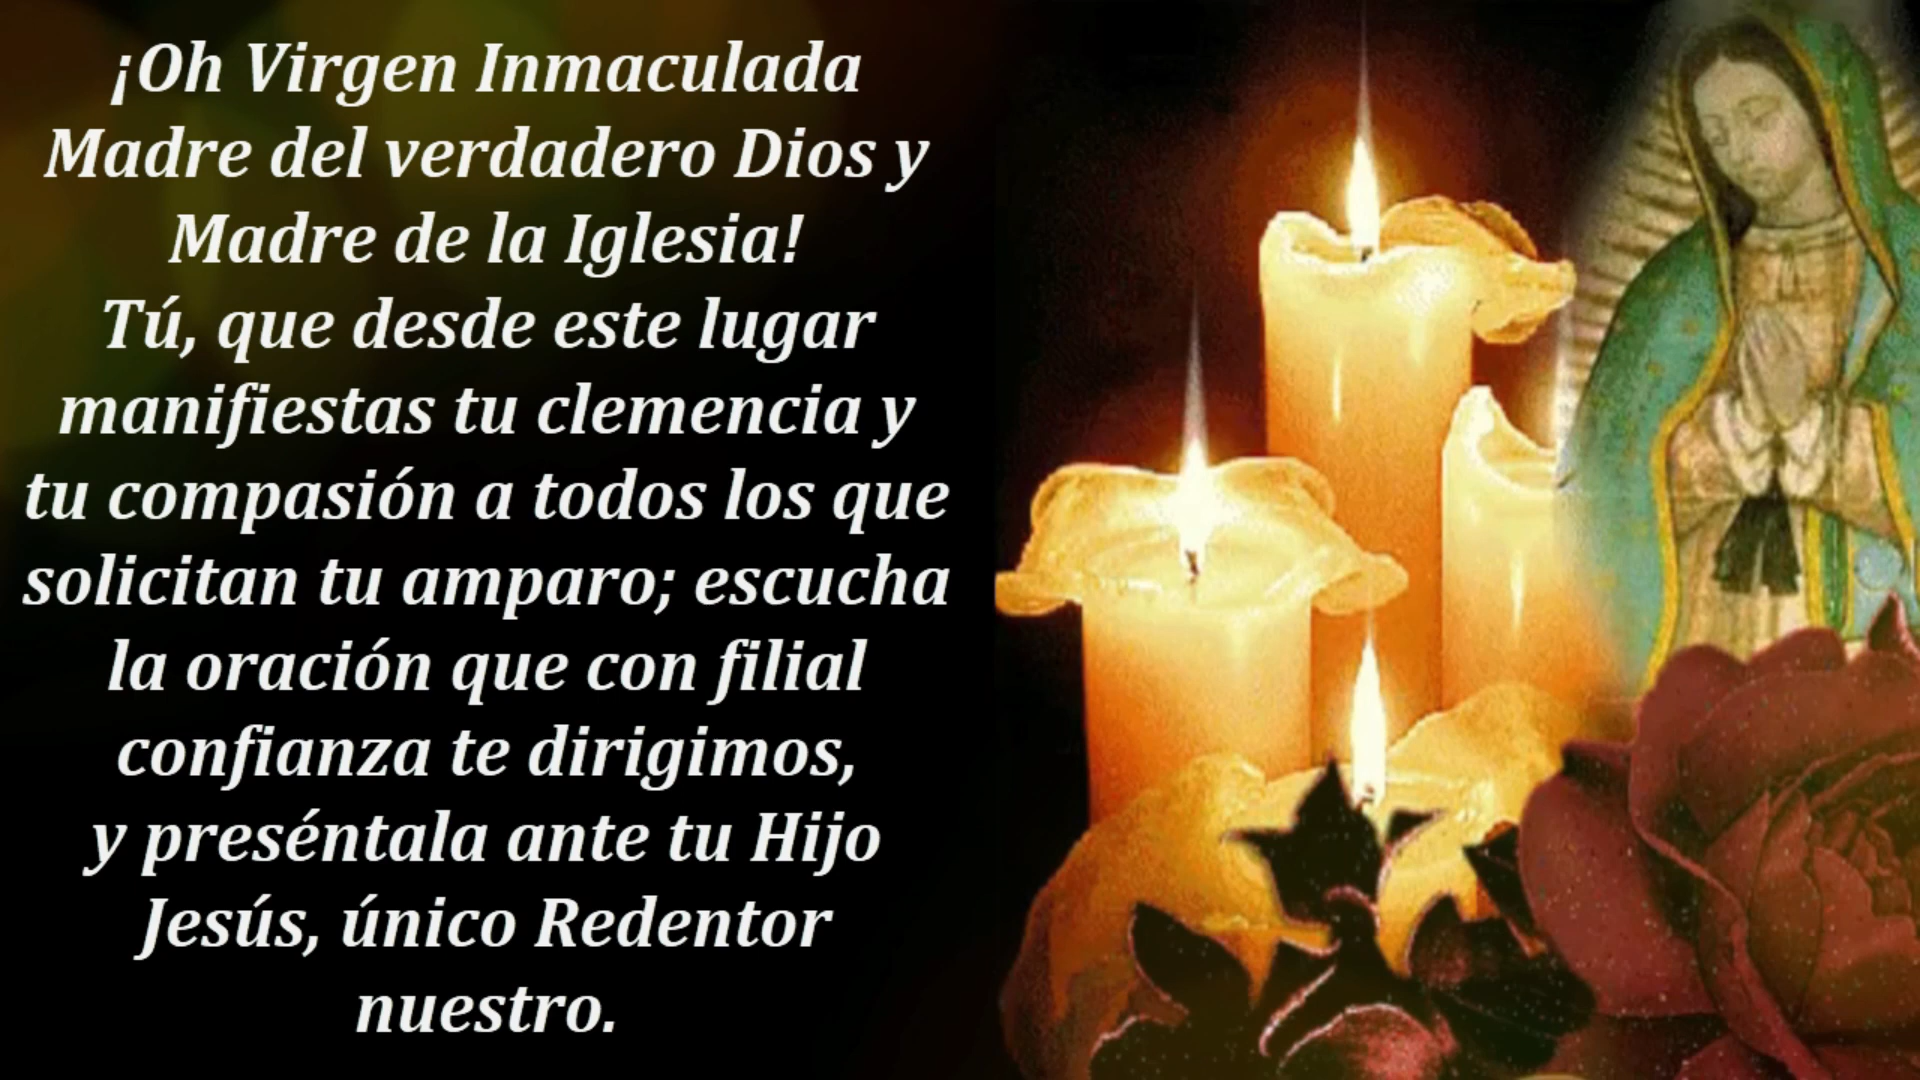 ¡Oh Virgen Inmaculada
Madre del verdadero Dios y
Madre de la Iglesia!
Tú, que desde este lugar
manifiestas tu clemencia y
tu compasión a todos los que
solicitan tu amparo; escucha
la oración que con filial
confianza te dirigimos,
y preséntala ante tu Hijo
Jesús, único Redentor
nuestro.